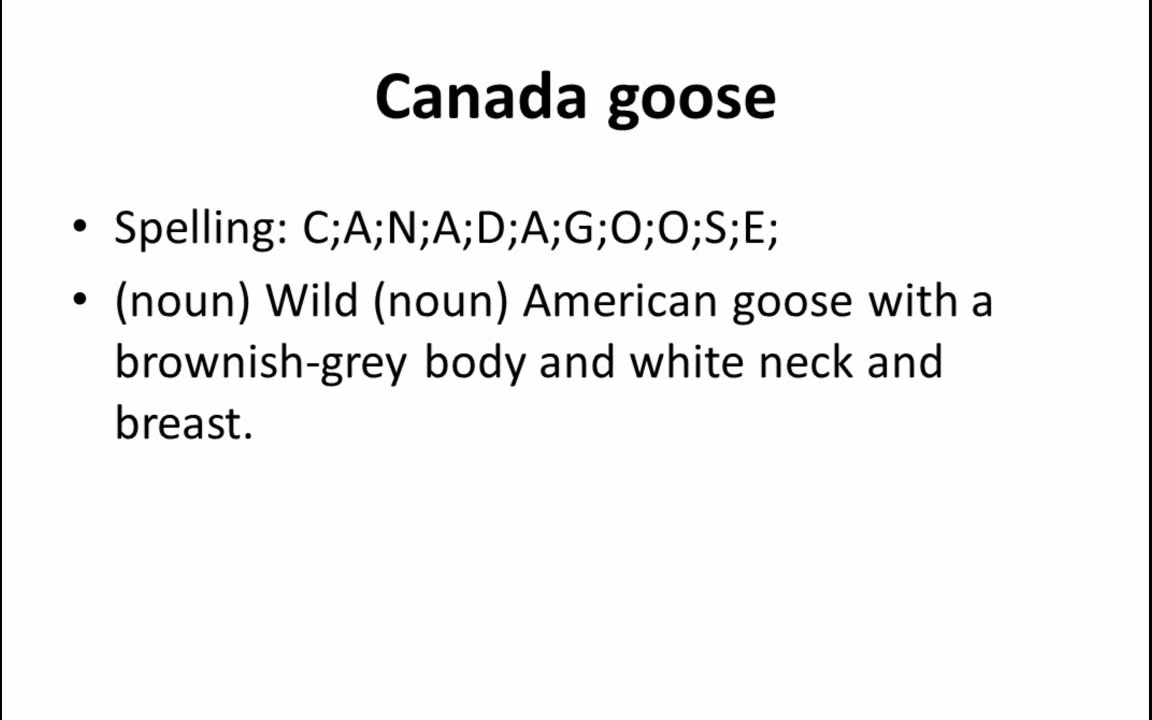 Canada goose
• Spelling: C;A;N;A;D;A;G;O;O;S;E;
• (noun) Wild (noun) American goose with a
brownish-grey body and white neck and
breast.